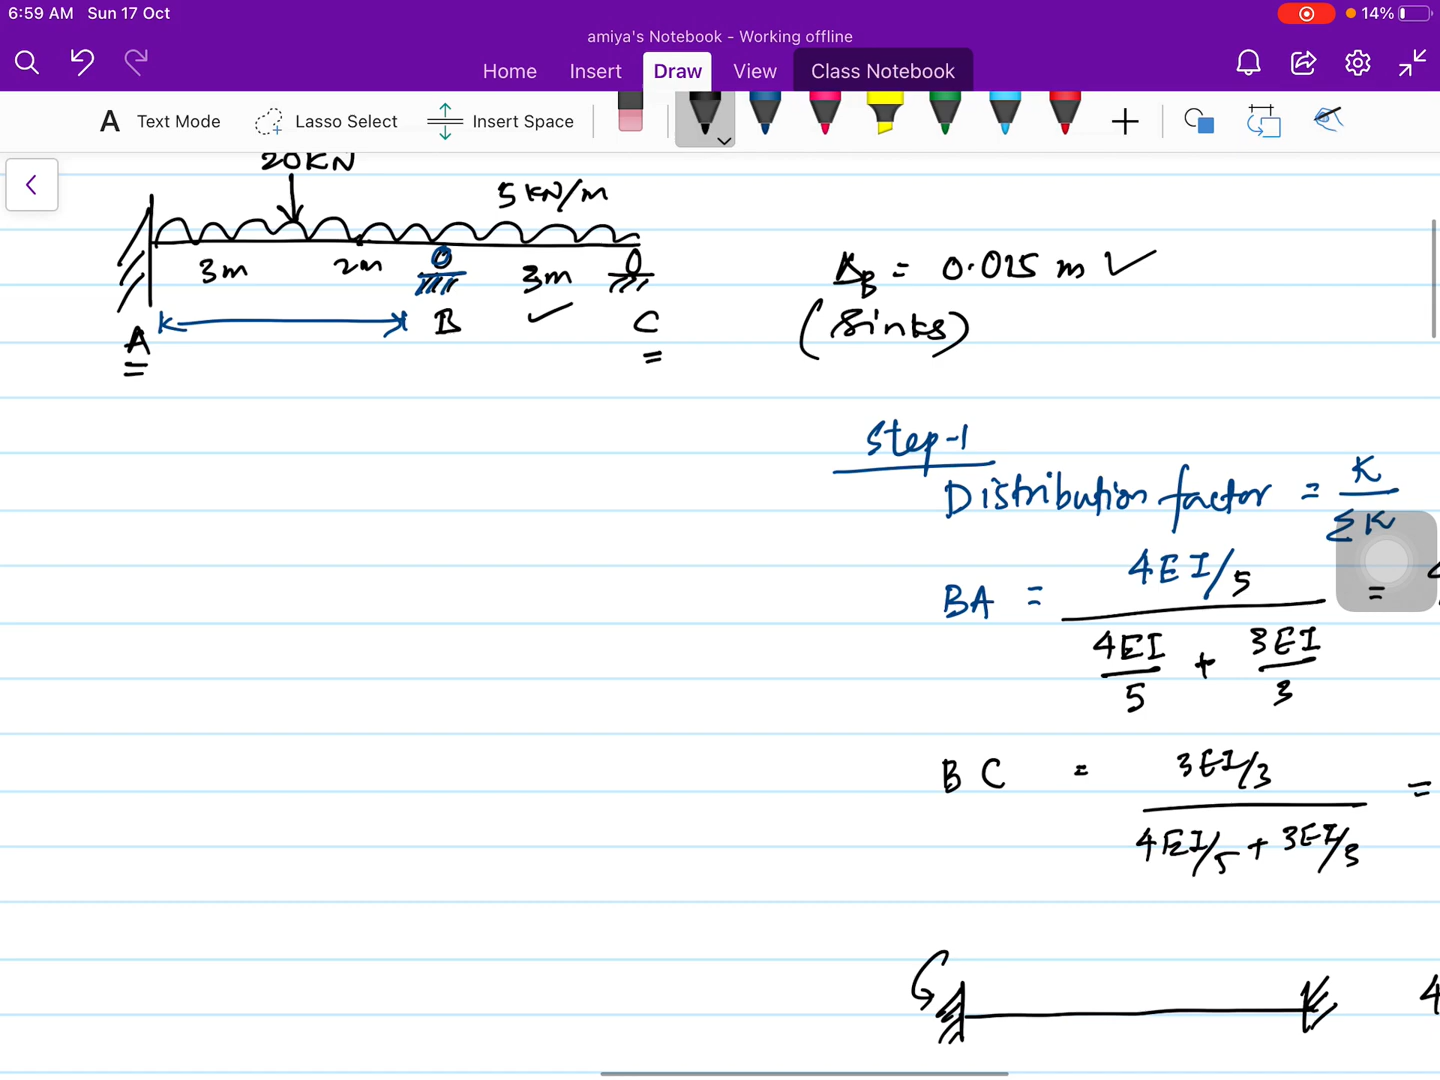 6:59 AM Sun 17 Oct
14%
amiya's Notebook - Working offline
Home Insert Draw View Class Notebook
A Text Mode Lasso Select Insert Space
20KN
5 KN/m
3m 2m 3m
A B C
ΔB = 0.015 m ✓
(Sinks)
Step-1
Distribution factor = K / ΣK
BA = 4EI/5 / (4EI/5 + 3EI/3) =
BC = 3EI/3 / (4EI/5 + 3EI/3) =